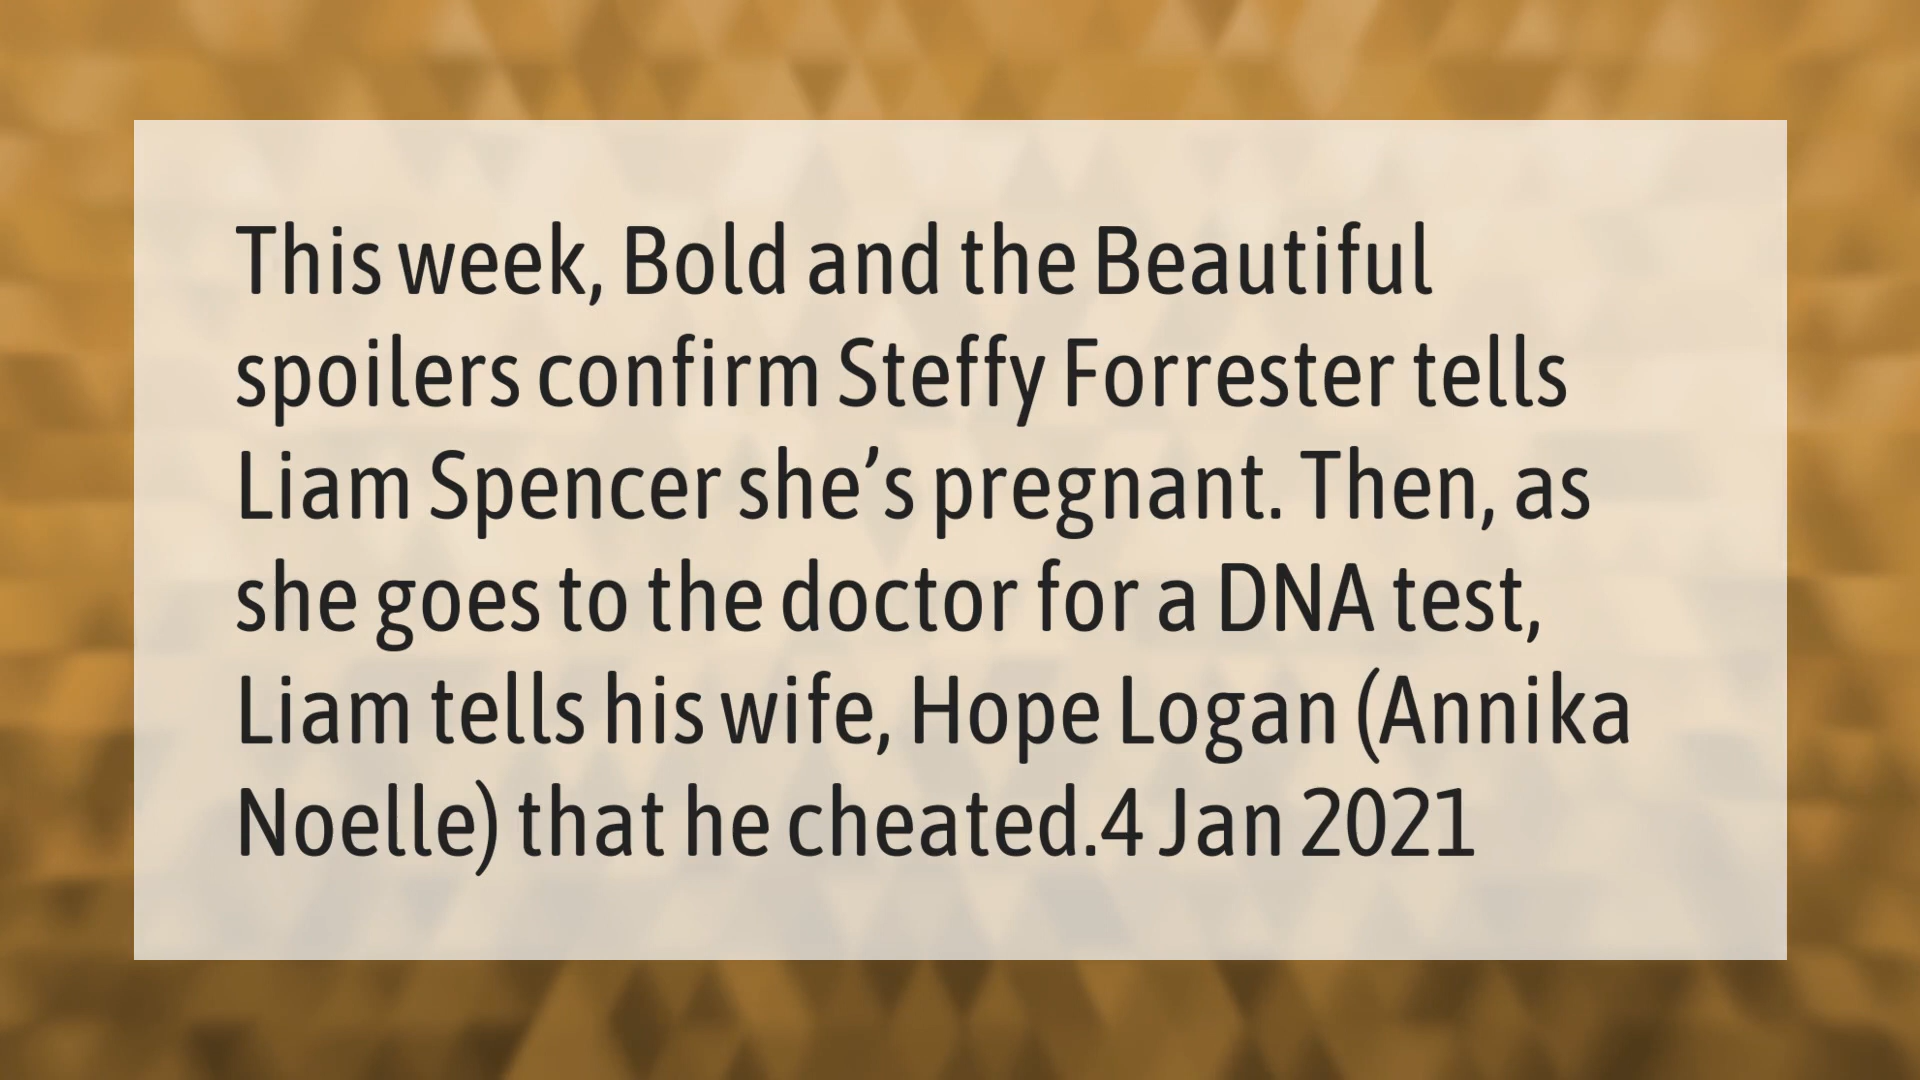 This week, Bold and the Beautiful
spoilers confirm Steffy Forrester tells
Liam Spencer she’s pregnant. Then, as
she goes to the doctor for a DNA test,
Liam tells his wife, Hope Logan (Annika
Noelle) that he cheated.4 Jan 2021